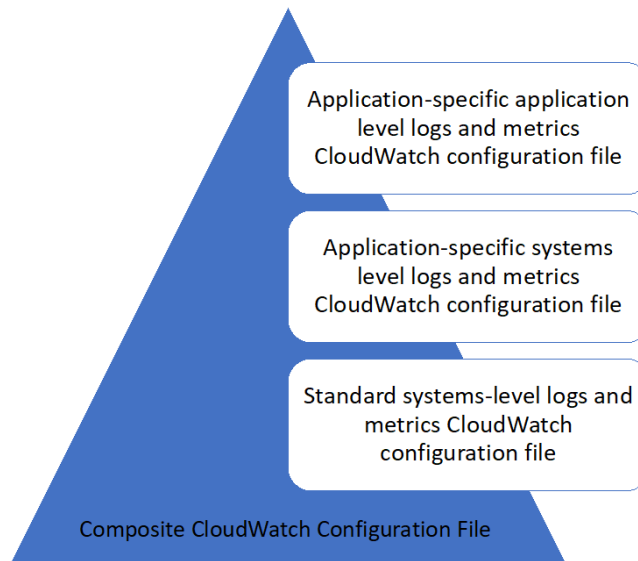 Application-specific application
level logs and metrics
CloudWatch configuration file
Application-specific systems
level logs and metrics
CloudWatch configuration file
Standard systems-level logs and
metrics CloudWatch
configuration file
Composite CloudWatch Configuration File